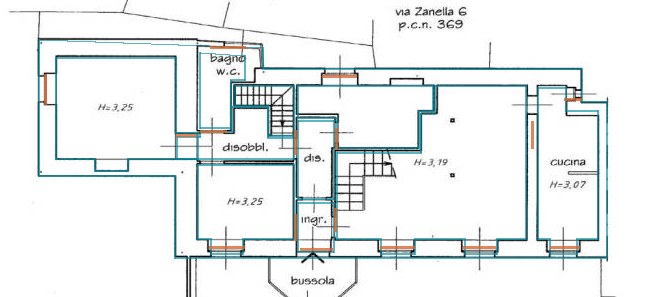 via Zanella 6
p.c.n. 369
bagno
w.c.
H=3,25
disobbl.
dis.
H=3,19
cucina
H=3,07
H=3,25
ingr.
bussola